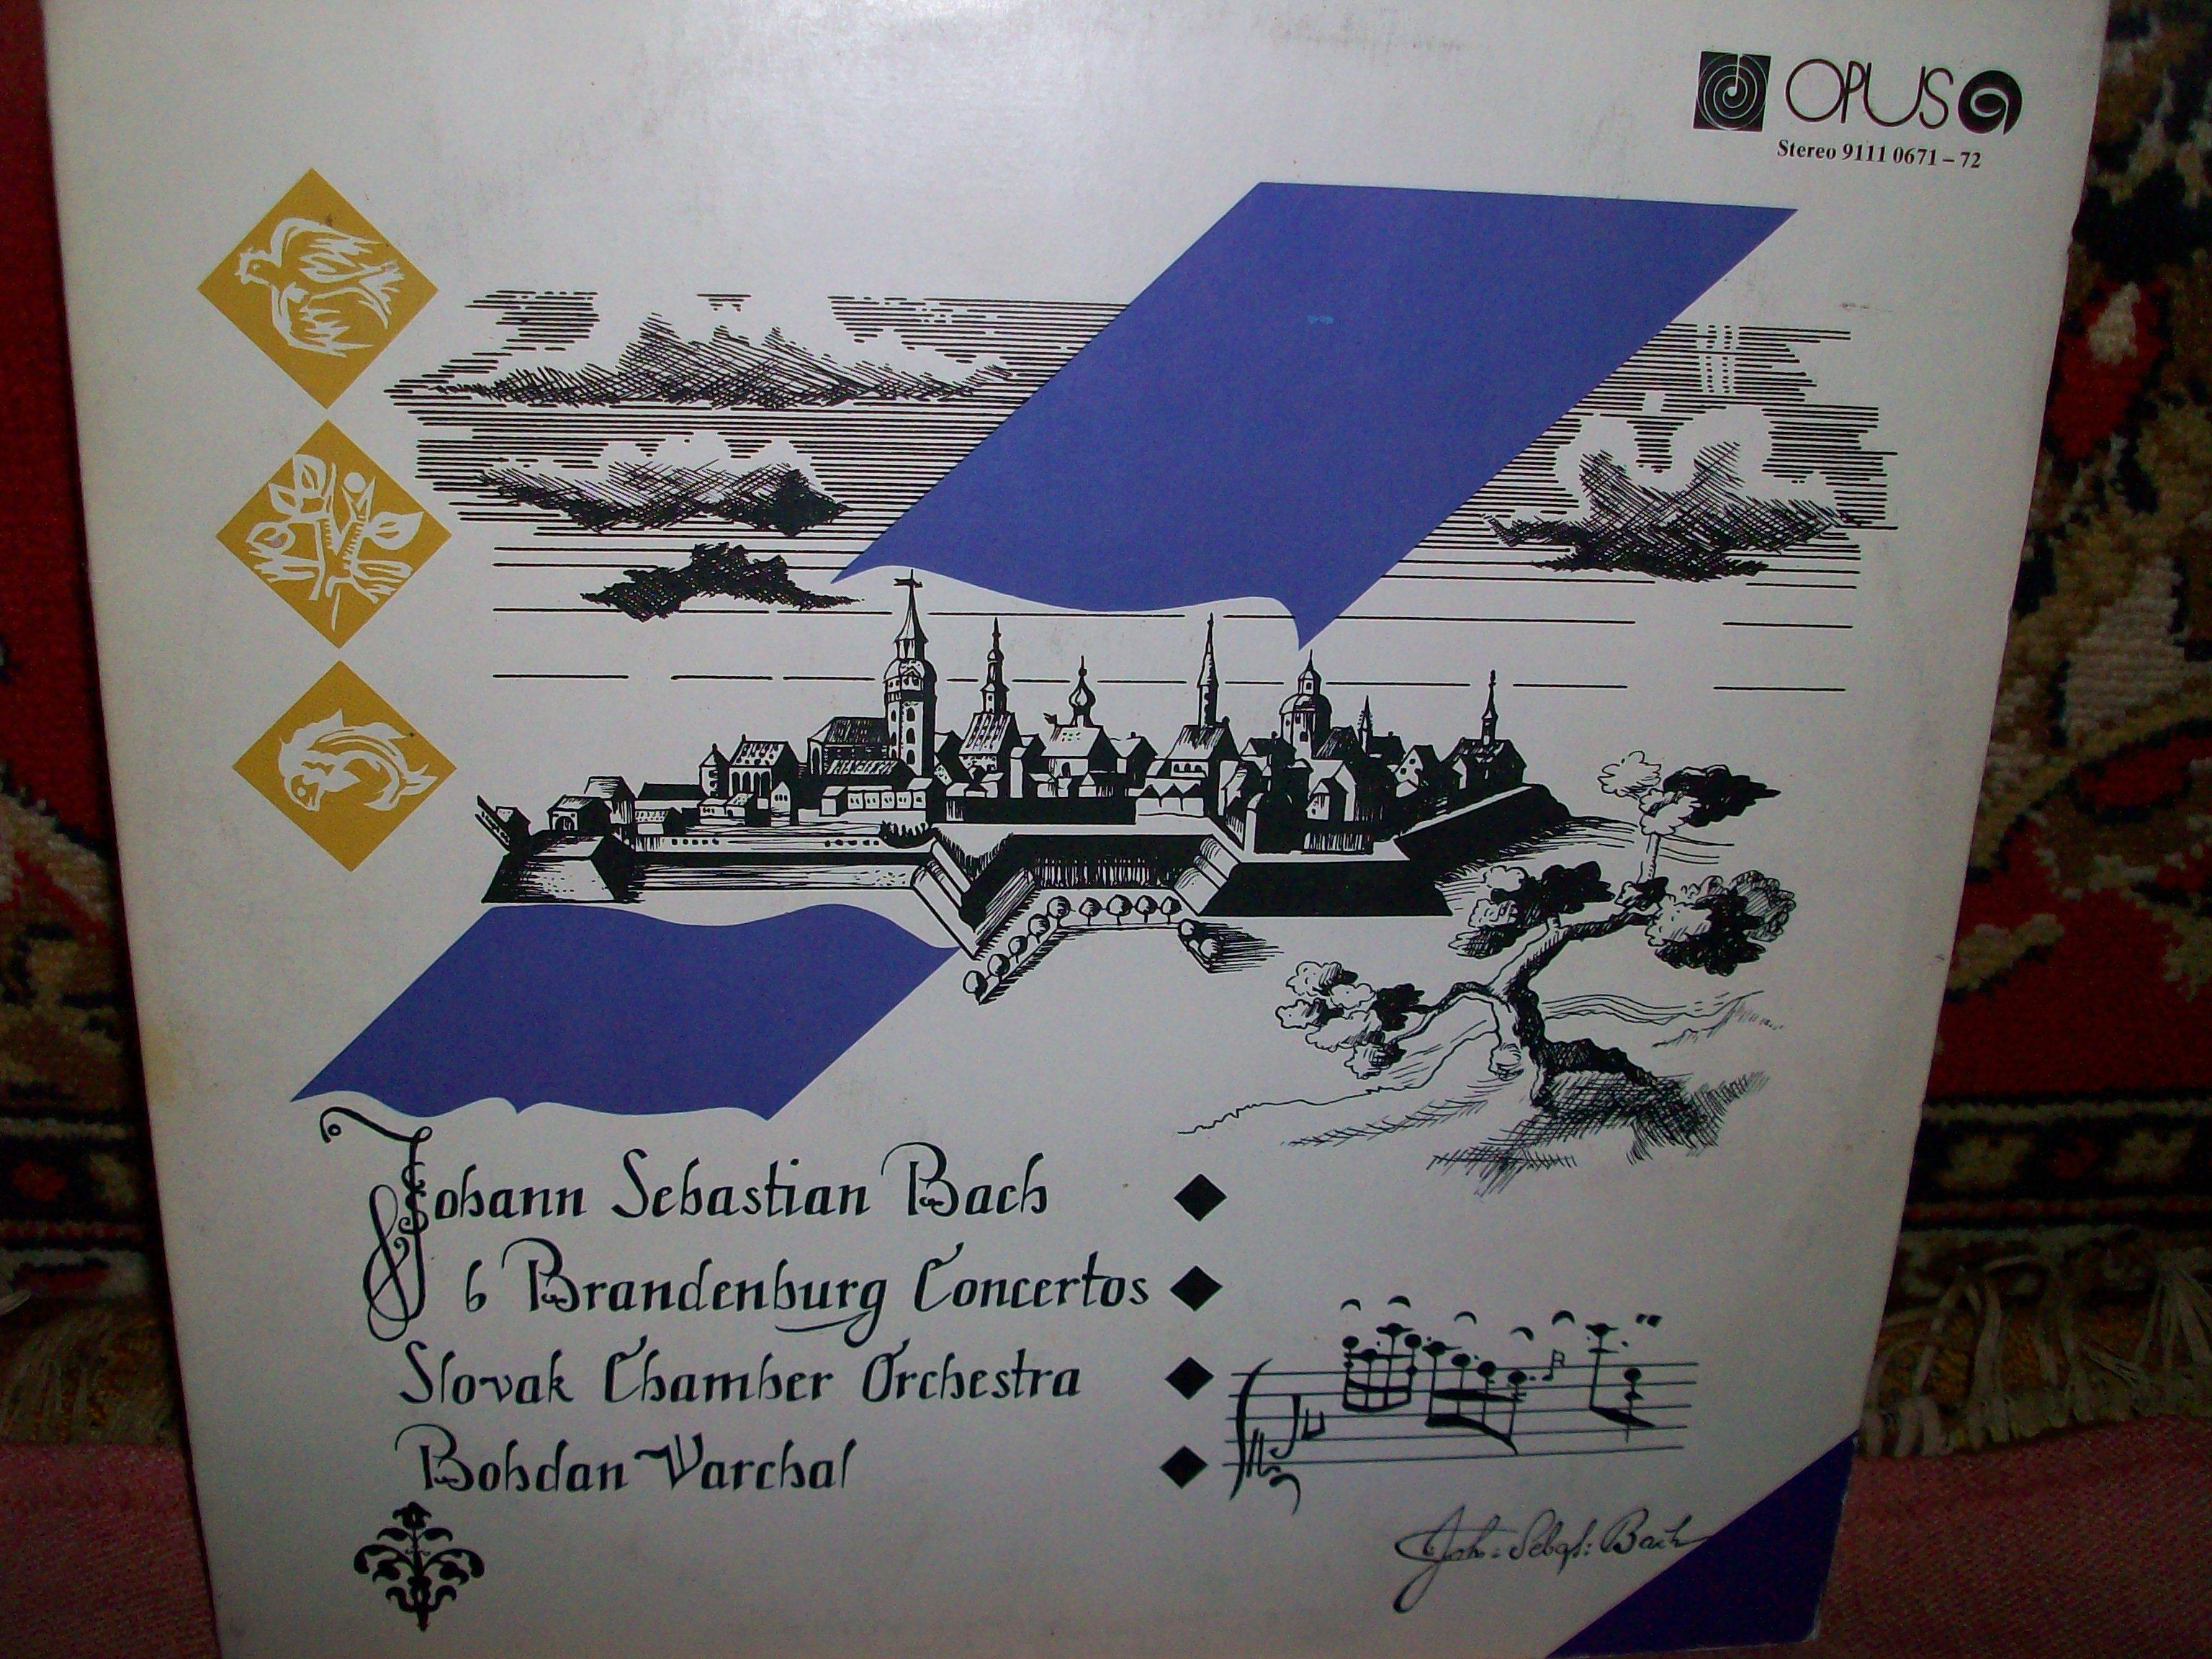 OPUS
Stereo 9111 0671 – 72
Johann Sebastian Bach
6 Brandenburg Concertos
Slovak Chamber Orchestra
Bohdan Warchal
Joh: Sebast: Bach